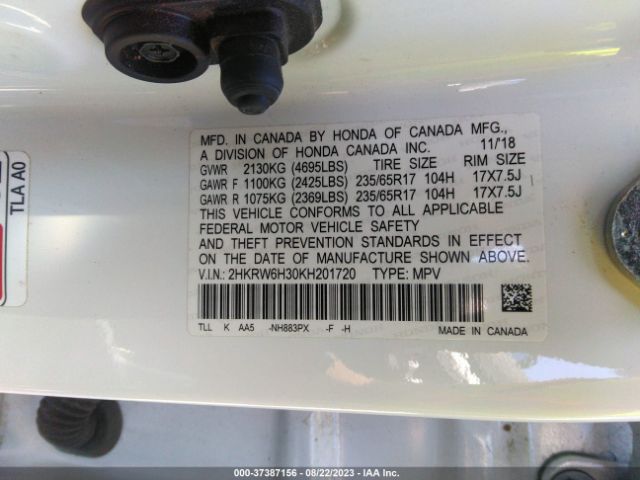 MFD. IN CANADA BY HONDA OF CANADA MFG.,
A DIVISION OF HONDA CANADA INC. 11/18
GVWR 2130KG (4695LBS) TIRE SIZE RIM SIZE
GAWR F 1100KG (2425LBS) 235/65R17 104H 17X7.5J
GAWR R 1075KG (2369LBS) 235/65R17 104H 17X7.5J
THIS VEHICLE CONFORMS TO ALL APPLICABLE
FEDERAL MOTOR VEHICLE SAFETY
AND THEFT PREVENTION STANDARDS IN EFFECT
ON THE DATE OF MANUFACTURE SHOWN ABOVE.
V.I.N.: 2HKRW6H30KH201720 TYPE: MPV
TLL K AA5 -NH883PX -F -H
MADE IN CANADA
TLA A0
000-37387156 • 08/22/2023 • IAA Inc.